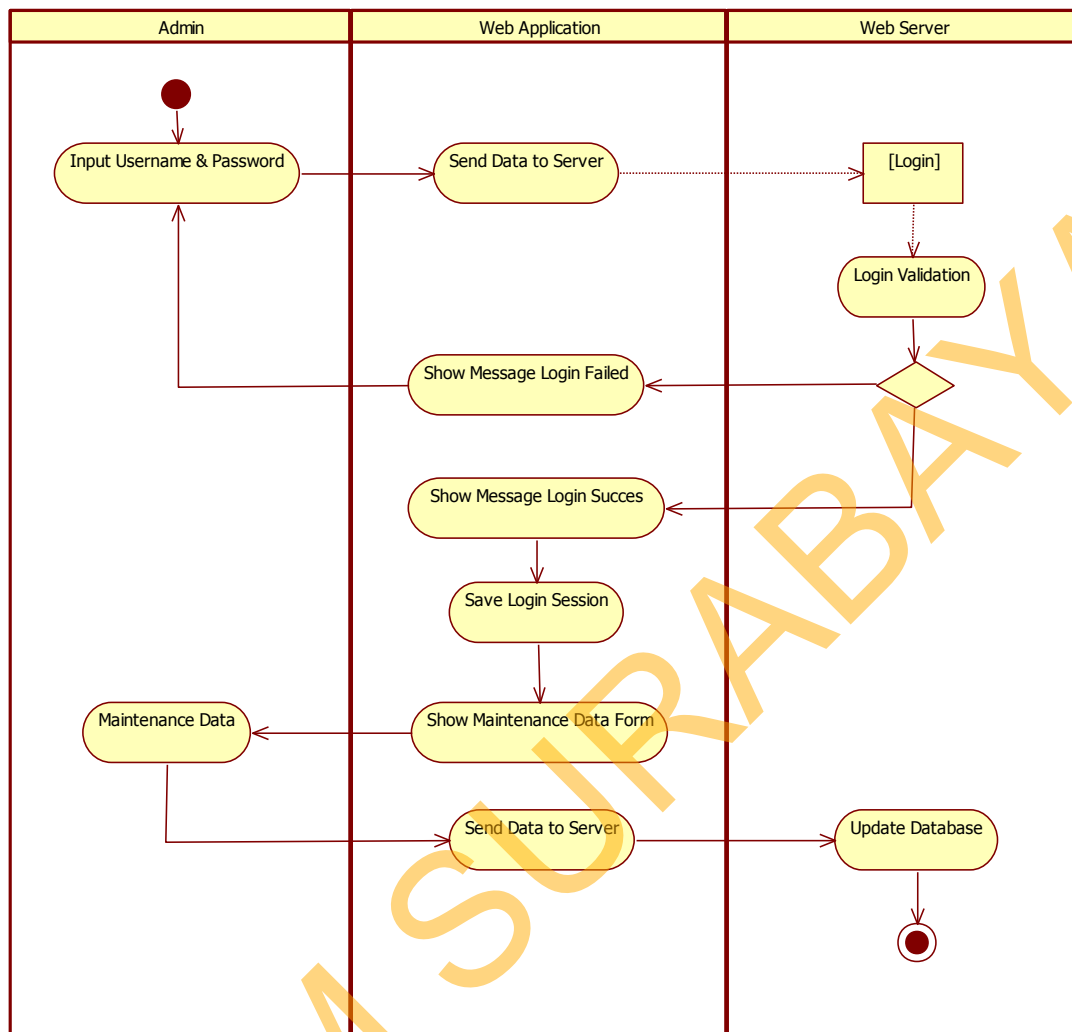 Admin
Web Application
Web Server
Input Username & Password
Send Data to Server
[Login]
Login Validation
Show Message Login Failed
Show Message Login Succes
Save Login Session
Maintenance Data
Show Maintenance Data Form
Send Data to Server
Update Database
M SURABAYA